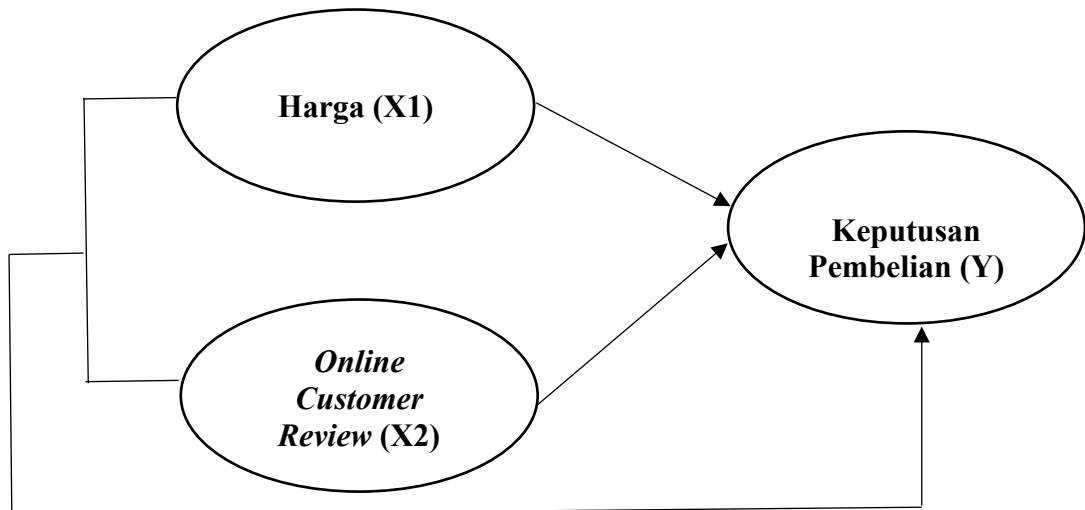 Harga (X1)
Keputusan
Pembelian (Y)
Online
Customer
Review (X2)